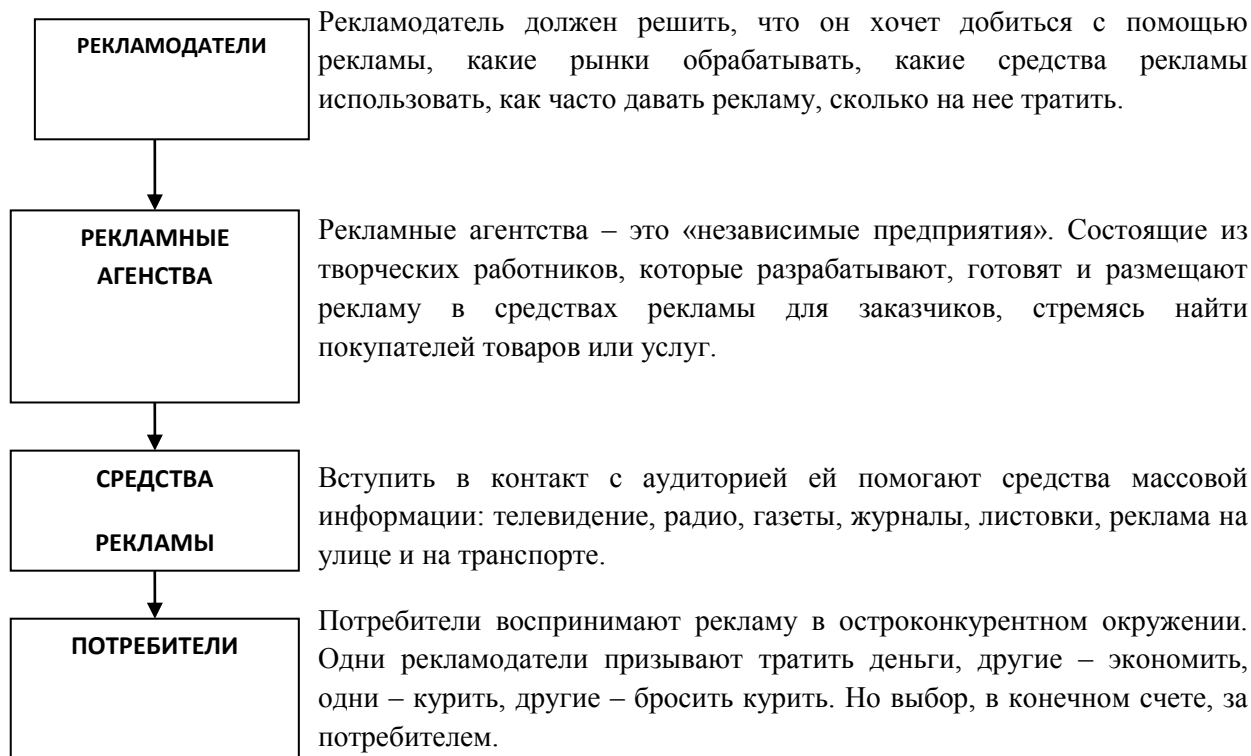 РЕКЛАМОДАТЕЛИ
Рекламодатель должен решить, что он хочет добиться с помощью
рекламы, какие рынки обрабатывать, какие средства рекламы
использовать, как часто давать рекламу, сколько на нее тратить.
РЕКЛАМНЫЕ
АГЕНСТВА
Рекламные агентства – это «независимые предприятия». Состоящие из
творческих работников, которые разрабатывают, готовят и размещают
рекламу в средствах рекламы для заказчиков, стремясь найти
покупателей товаров или услуг.
СРЕДСТВА
РЕКЛАМЫ
Вступить в контакт с аудиторией ей помогают средства массовой
информации: телевидение, радио, газеты, журналы, листовки, реклама на
улице и на транспорте.
ПОТРЕБИТЕЛИ
Потребители воспринимают рекламу в остроконкурентном окружении.
Одни рекламодатели призывают тратить деньги, другие – экономить,
одни – курить, другие – бросить курить. Но выбор, в конечном счете, за
потребителем.